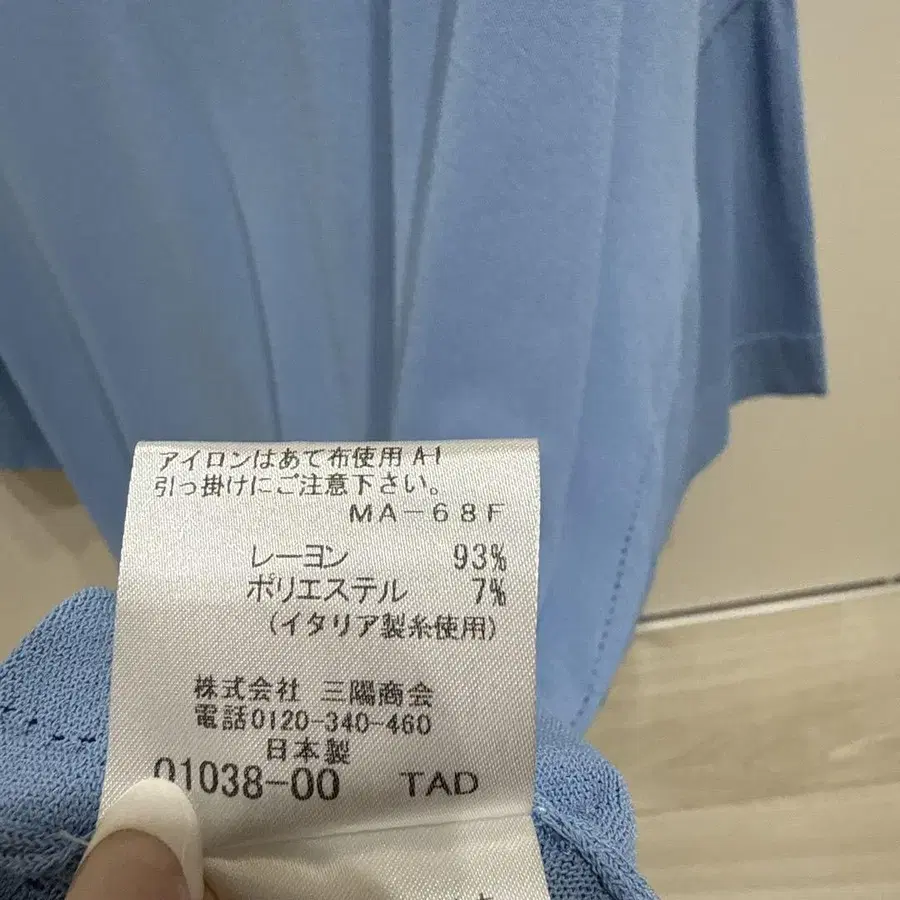 アイロンはあて布使用 A-1
引っ掛けにご注意下さい。
MA-68F
レーヨン 93%
ポリエステル 7%
(イタリア製糸使用)
株式会社 三陽商会
電話0120-340-460
日本製
01038-00 TAD